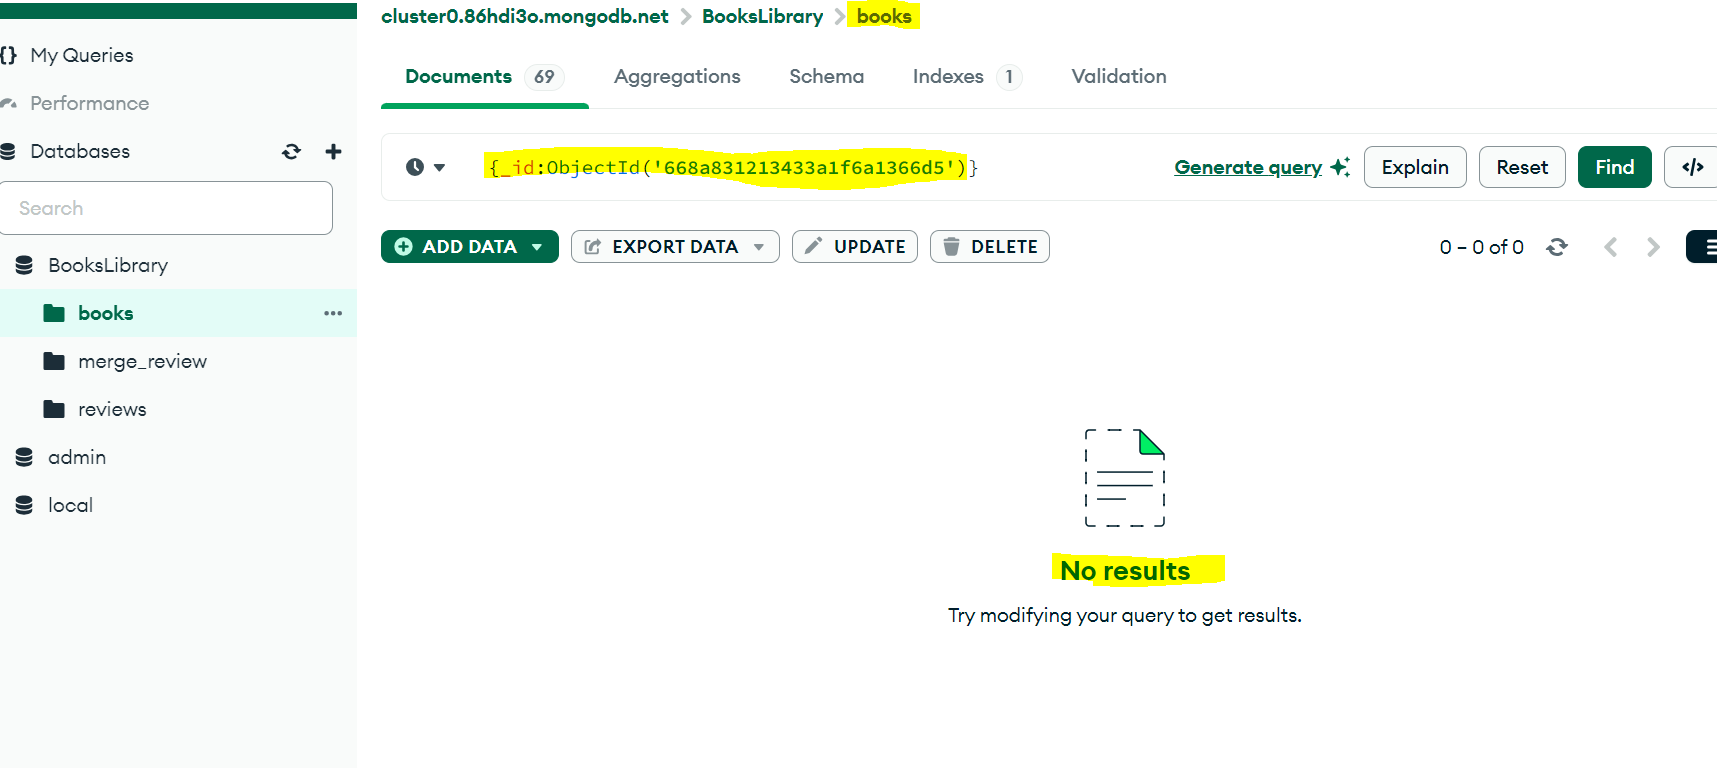 cluster0.86hdi3o.mongodb.net > BooksLibrary > books
{} My Queries
Performance
Databases
Search
BooksLibrary
books
merge_review
reviews
admin
local
Documents 69 Aggregations Schema Indexes 1 Validation
{_id:ObjectId('668a831213433a1f6a1366d5')}
Generate query Explain Reset Find </>
ADD DATA EXPORT DATA UPDATE DELETE
0 – 0 of 0
No results
Try modifying your query to get results.